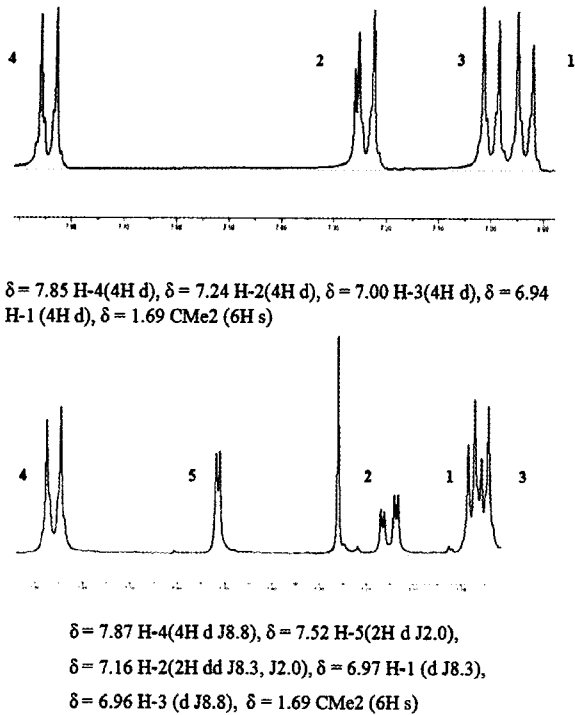 4 2 3 1
δ = 7.85 H-4(4H d), δ = 7.24 H-2(4H d), δ = 7.00 H-3(4H d), δ = 6.94
H-1 (4H d), δ = 1.69 CMe2 (6H s)
4 5 2 1 3
δ = 7.87 H-4(4H d J8.8), δ = 7.52 H-5(2H d J2.0),
δ = 7.16 H-2(2H dd J8.3, J2.0), δ = 6.97 H-1 (d J8.3),
δ = 6.96 H-3 (d J8.8), δ = 1.69 CMe2 (6H s)